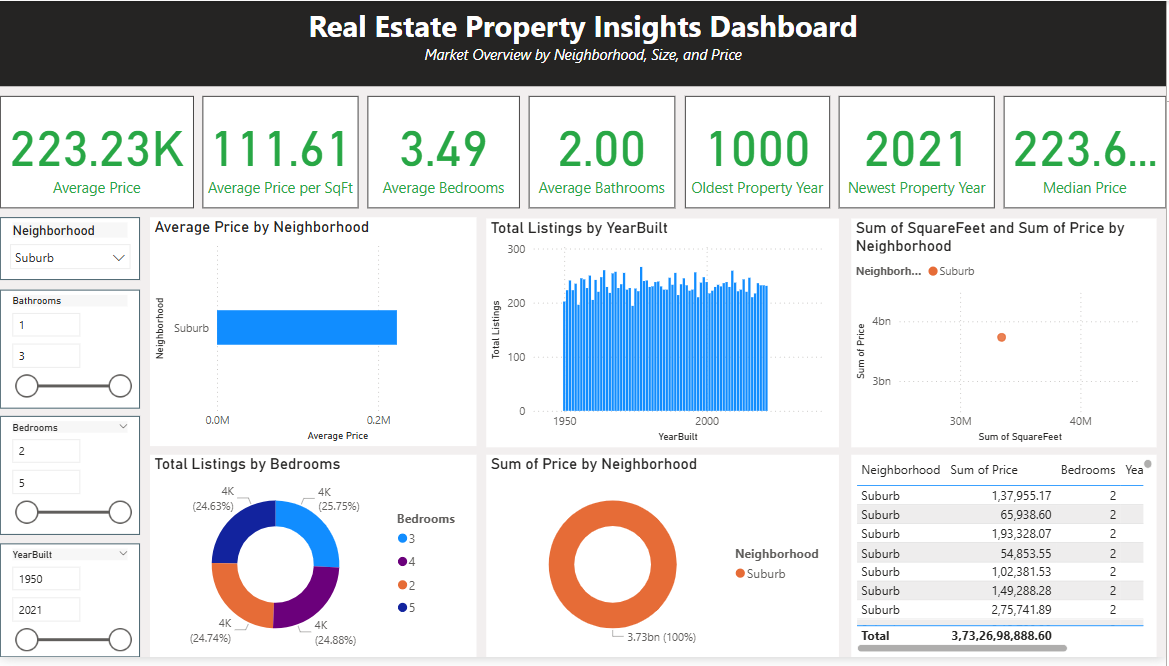 Real Estate Property Insights Dashboard
Market Overview by Neighborhood, Size, and Price
223.23K
Average Price
111.61
Average Price per SqFt
3.49
Average Bedrooms
2.00
Average Bathrooms
1000
Oldest Property Year
2021
Newest Property Year
223.6...
Median Price
Neighborhood
Suburb
Bathrooms
1
3
Bedrooms
2
5
YearBuilt
1950
2021
Average Price by Neighborhood
Neighborhood
Suburb
0.0M
0.2M
Average Price
Total Listings by YearBuilt
Total Listings
300
200
100
0
1950
2000
YearBuilt
Sum of SquareFeet and Sum of Price by
Neighborhood
Neighborh... Suburb
Sum of Price
4bn
3bn
30M
40M
Sum of SquareFeet
Total Listings by Bedrooms
4K
(24.63%)
4K
(25.75%)
4K
(24.74%)
4K
(24.88%)
Bedrooms
3
4
2
5
Sum of Price by Neighborhood
3.73bn (100%)
Neighborhood
Suburb
Neighborhood Sum of Price Bedrooms Yea
Suburb 1,37,955.17 2
Suburb 65,938.60 2
Suburb 1,93,328.07 2
Suburb 54,853.55 2
Suburb 1,02,381.53 2
Suburb 1,49,288.28 2
Suburb 2,75,741.89 2
Total 3,73,26,98,888.60